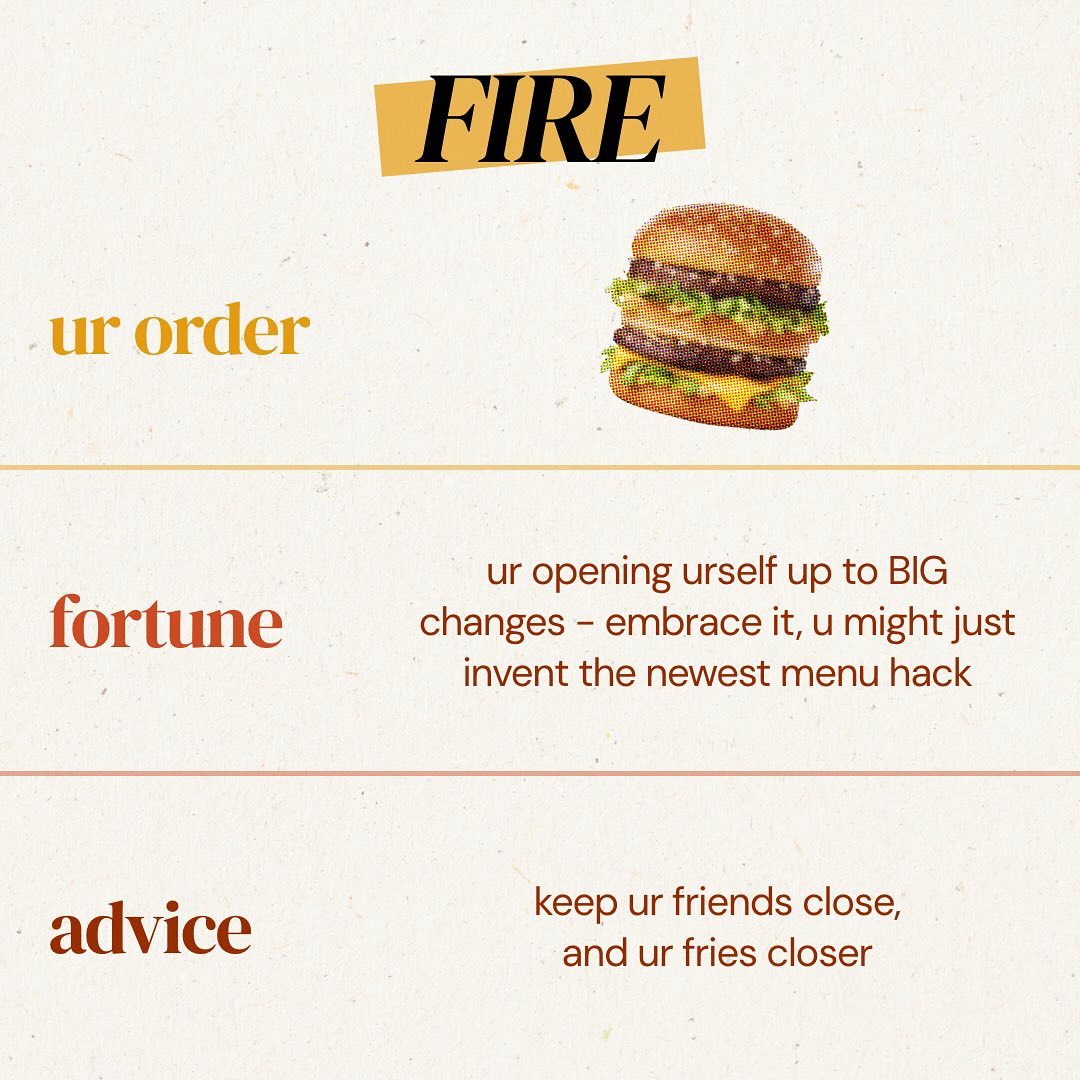 FIRE
ur order
fortune
ur opening urself up to BIG
changes – embrace it, u might just
invent the newest menu hack
advice
keep ur friends close,
and ur fries closer